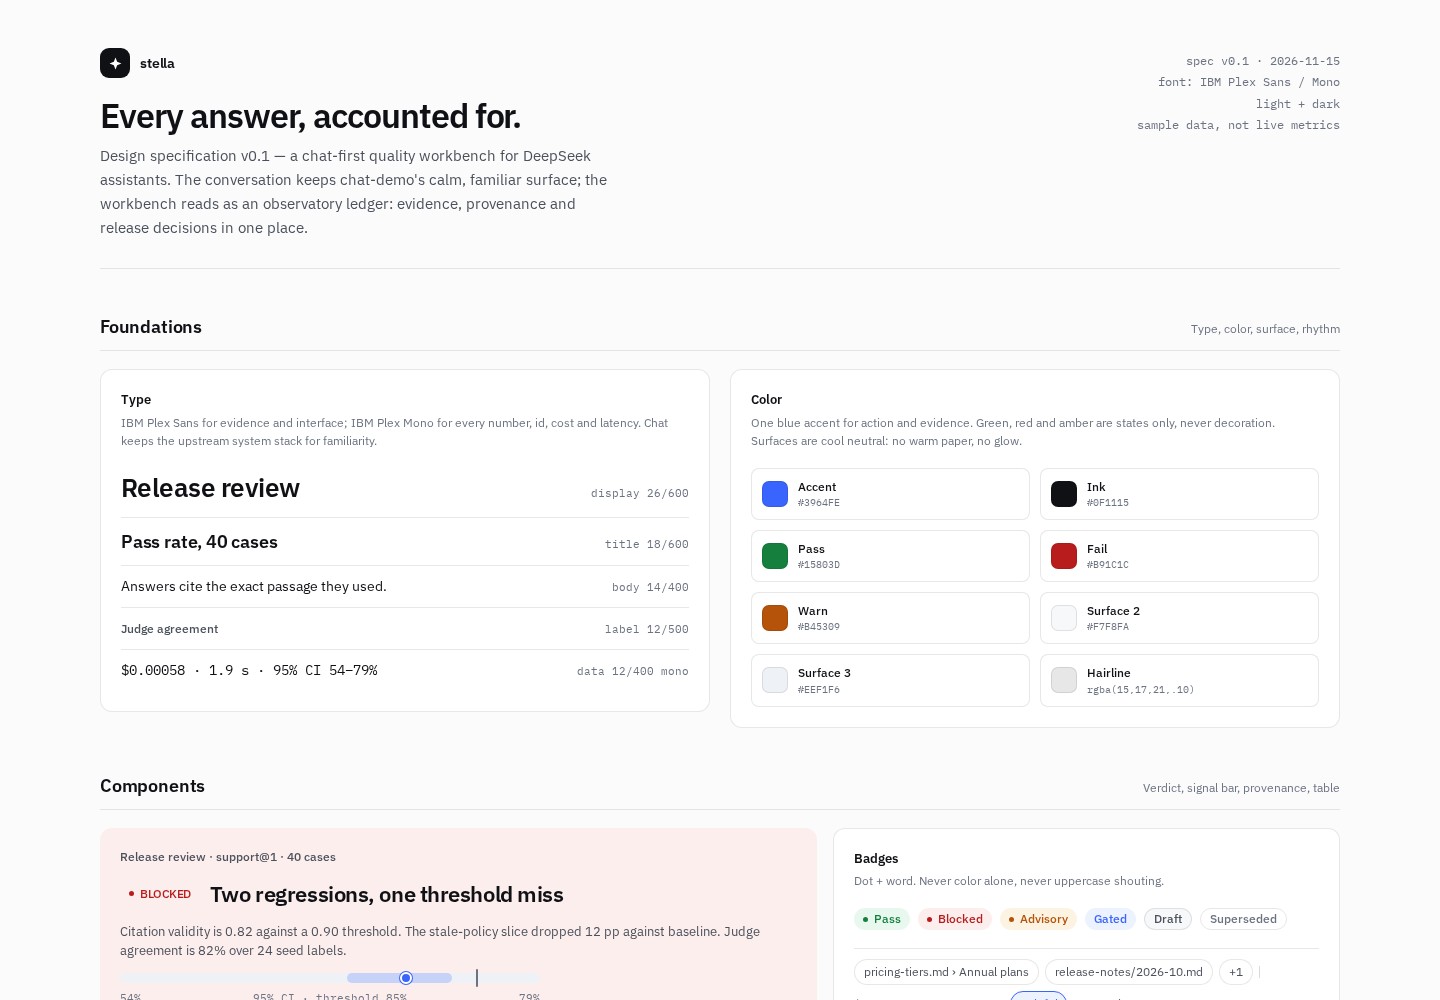 stella
Every answer, accounted for.
Design specification v0.1 — a chat-first quality workbench for DeepSeek
assistants. The conversation keeps chat-demo's calm, familiar surface; the
workbench reads as an observatory ledger: evidence, provenance and
release decisions in one place.
spec v0.1 · 2026-11-15
font: IBM Plex Sans / Mono
light + dark
sample data, not live metrics
Foundations
Type, color, surface, rhythm
Type
IBM Plex Sans for evidence and interface; IBM Plex Mono for every number, id, cost and latency. Chat
keeps the upstream system stack for familiarity.
Release review
display 26/600
Pass rate, 40 cases
title 18/600
Answers cite the exact passage they used.
body 14/400
Judge agreement
label 12/500
$0.00058 · 1.9 s · 95% CI 54–79%
data 12/400 mono
Color
One blue accent for action and evidence. Green, red and amber are states only, never decoration.
Surfaces are cool neutral: no warm paper, no glow.
Accent
#3964FE
Ink
#0F1115
Pass
#15803D
Fail
#B91C1C
Warn
#B45309
Surface 2
#F7F8FA
Surface 3
#EEF1F6
Hairline
rgba(15,17,21,.10)
Components
Verdict, signal bar, provenance, table
Release review · support@1 · 40 cases
BLOCKED
Two regressions, one threshold miss
Citation validity is 0.82 against a 0.90 threshold. The stale-policy slice dropped 12 pp against baseline. Judge
agreement is 82% over 24 seed labels.
54%
95% CI · threshold 85%
79%
Badges
Dot + word. Never color alone, never uppercase shouting.
Pass
Blocked
Advisory
Gated
Draft
Superseded
pricing-tiers.md › Annual plans
release-notes/2026-10.md
+1